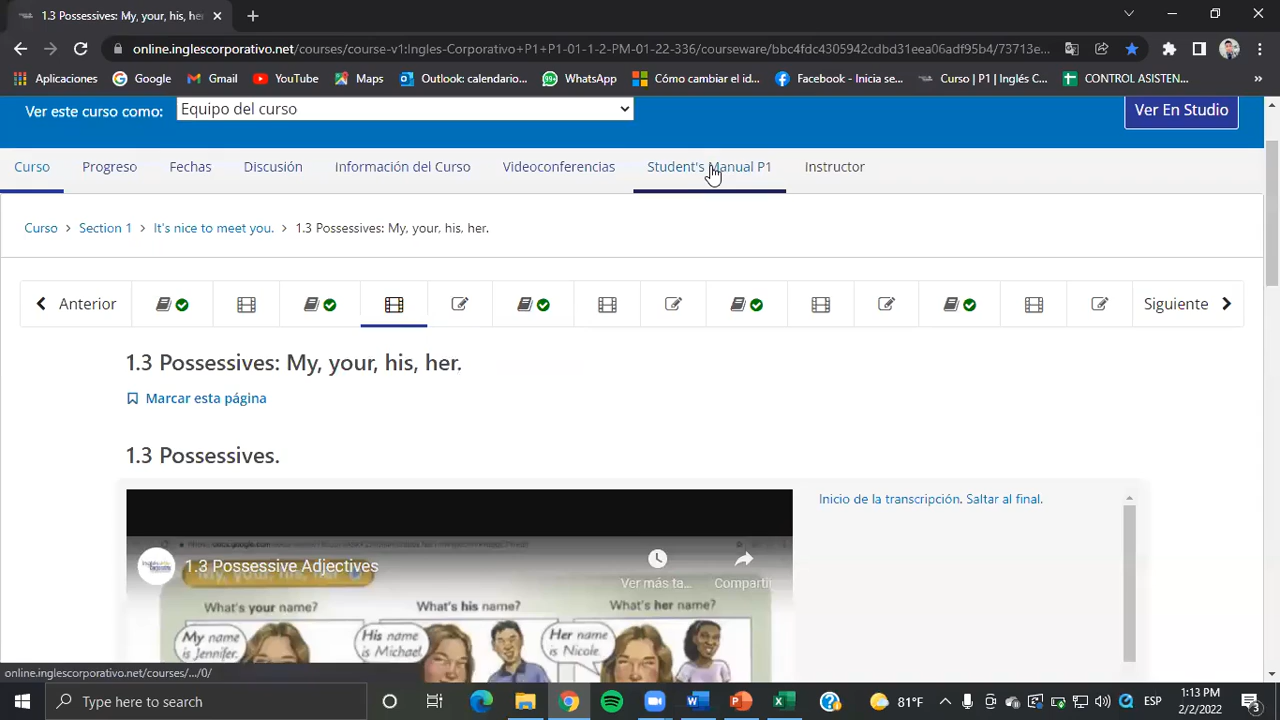 1.3 Possessives: My, your, his, he
online.inglescorporativo.net/courses/course-v1:Ingles-Corporativo+P1+P1-01-1-2-PM-01-22-336/courseware/bbc4fdc4305942cdbd31eea06adf95b4/73713e...
Aplicaciones Google Gmail YouTube Maps Outlook: calendario... WhatsApp Cómo cambiar el id... Facebook - Inicia se... Curso | P1 | Inglés C... CONTROL ASISTEN... »
Ver este curso como: Equipo del curso Ver En Studio
Curso Progreso Fechas Discusión Información del Curso Videoconferencias Student's Manual P1 Instructor
Curso > Section 1 > It's nice to meet you. > 1.3 Possessives: My, your, his, her.
Anterior Siguiente
1.3 Possessives: My, your, his, her.
Marcar esta página
1.3 Possessives.
Inicio de la transcripción. Saltar al final.
1.3 Possessive Adjectives
Ver más ta... Compartir
What's your name? What's his name? What's her name?
My name is Jennifer.
His name is Michael.
Her name is Nicole.
online.inglescorporativo.net/courses/.../0/
Type here to search
99
81°F ESP
1:13 PM
2/2/2022
3